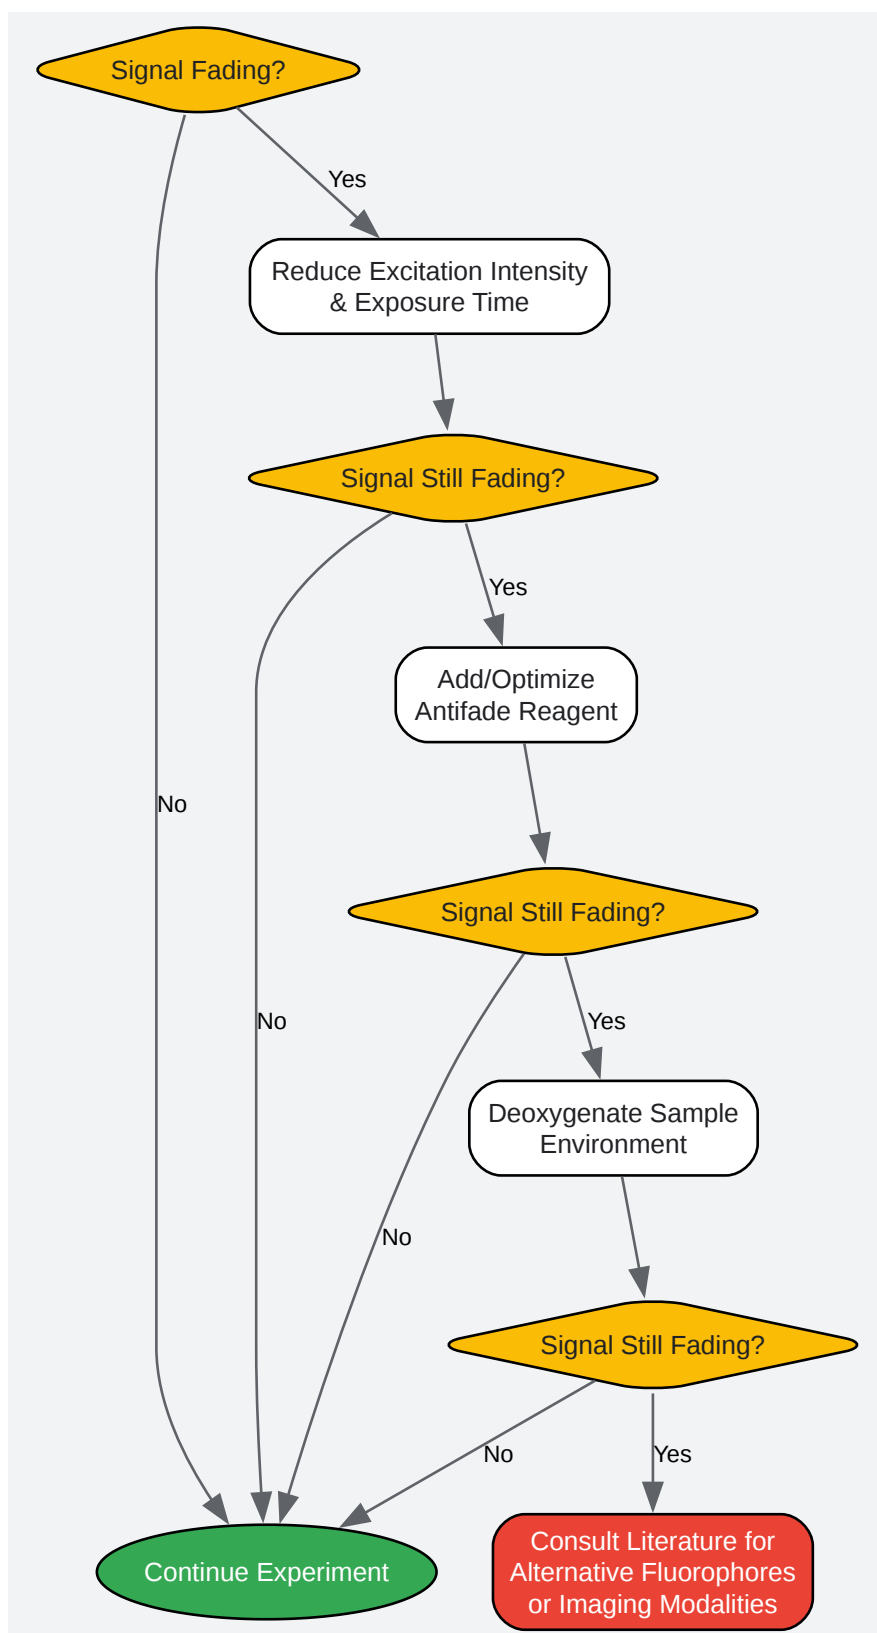 Signal Fading?
Yes
Reduce Excitation Intensity
& Exposure Time
Signal Still Fading?
Yes
Add/Optimize
Antifade Reagent
No
Signal Still Fading?
No
Yes
Deoxygenate Sample
Environment
No
Signal Still Fading?
No
Yes
Continue Experiment
Consult Literature for
Alternative Fluorophores
or Imaging Modalities